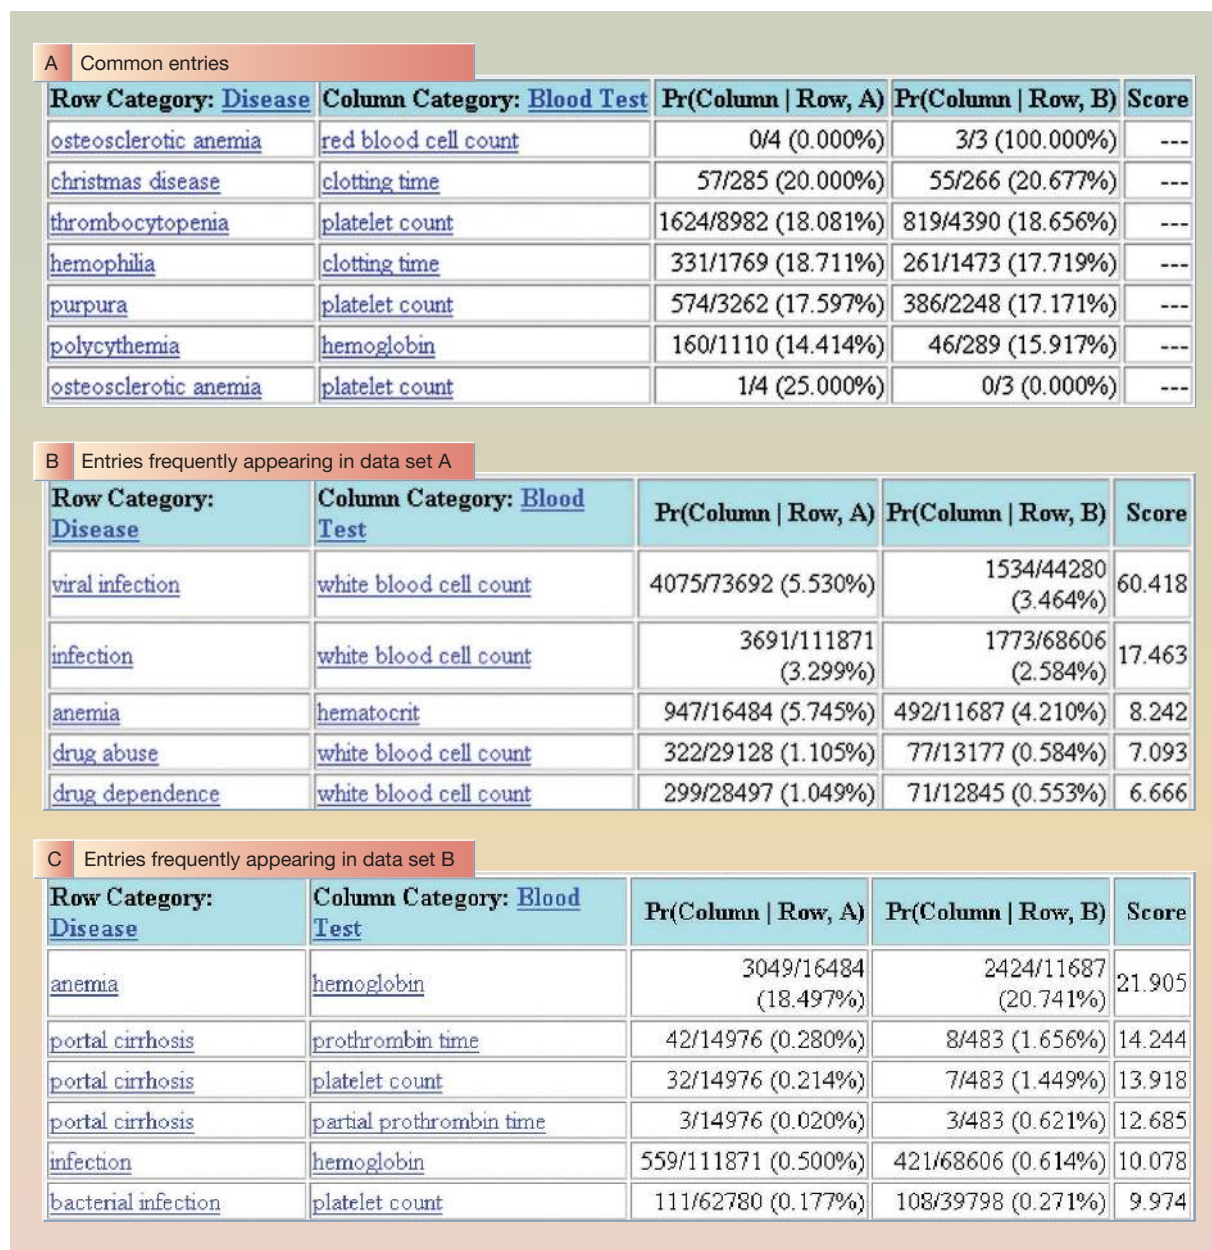 A Common entries
Row Category: Disease Column Category: Blood Test Pr(Column | Row, A) Pr(Column | Row, B) Score
osteosclerotic anemia red blood cell count 0/4 (0.000%) 3/3 (100.000%) ---
christmas disease clotting time 57/285 (20.000%) 55/266 (20.677%) ---
thrombocytopenia platelet count 1624/8982 (18.081%) 819/4390 (18.656%) ---
hemophilia clotting time 331/1769 (18.711%) 261/1473 (17.719%) ---
purpura platelet count 574/3262 (17.597%) 386/2248 (17.171%) ---
polycythemia hemoglobin 160/1110 (14.414%) 46/289 (15.917%) ---
osteosclerotic anemia platelet count 1/4 (25.000%) 0/3 (0.000%) ---
B Entries frequently appearing in data set A
Row Category: Column Category: Blood
Disease Test Pr(Column | Row, A) Pr(Column | Row, B) Score
viral infection white blood cell count 4075/73692 (5.530%) 1534/44280
(3.464%) 60.418
infection white blood cell count 3691/111871 1773/68606
(3.299%) (2.584%) 17.463
anemia hematocrit 947/16484 (5.745%) 492/11687 (4.210%) 8.242
drug abuse white blood cell count 322/29128 (1.105%) 77/13177 (0.584%) 7.093
drug dependence white blood cell count 299/28497 (1.049%) 71/12845 (0.553%) 6.666
C Entries frequently appearing in data set B
Row Category: Column Category: Blood
Disease Test Pr(Column | Row, A) Pr(Column | Row, B) Score
anemia hemoglobin 3049/16484 2424/11687
(18.497%) (20.741%) 21.905
portal cirrhosis prothrombin time 42/14976 (0.280%) 8/483 (1.656%) 14.244
portal cirrhosis platelet count 32/14976 (0.214%) 7/483 (1.449%) 13.918
portal cirrhosis partial prothrombin time 3/14976 (0.020%) 3/483 (0.621%) 12.685
infection hemoglobin 559/111871 (0.500%) 421/68606 (0.614%) 10.078
bacterial infection platelet count 111/62780 (0.177%) 108/39798 (0.271%) 9.974